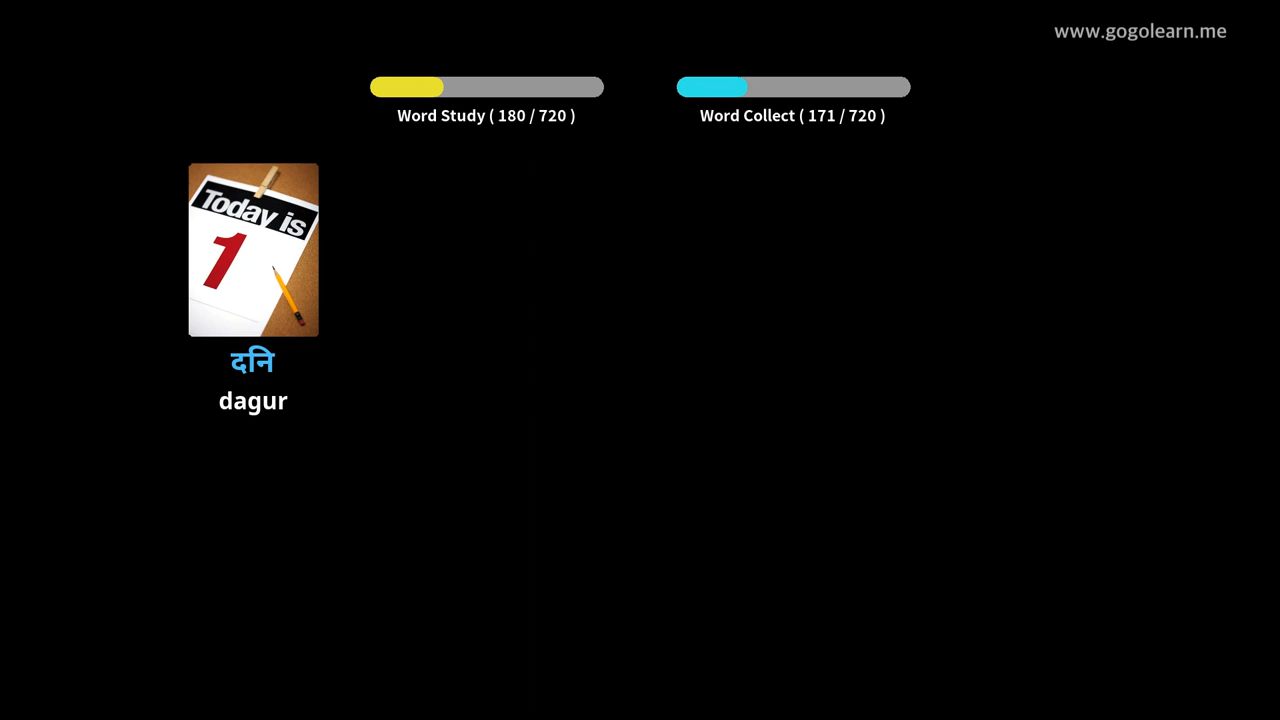 www.gogolearn.me
Word Study ( 180 / 720 )
Word Collect ( 171 / 720 )
Today is
1
दनि
dagur